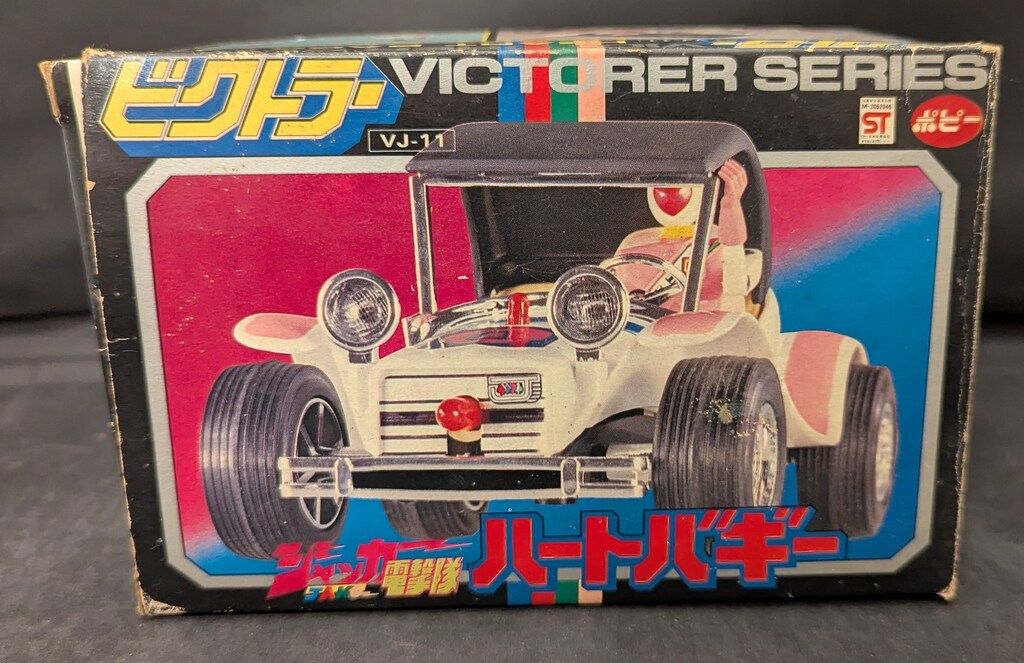 ビクトラー VICTORER SERIES
VJ-11
M-2052046
ST
ポピー
ジャッカー電撃隊
ハートバギー